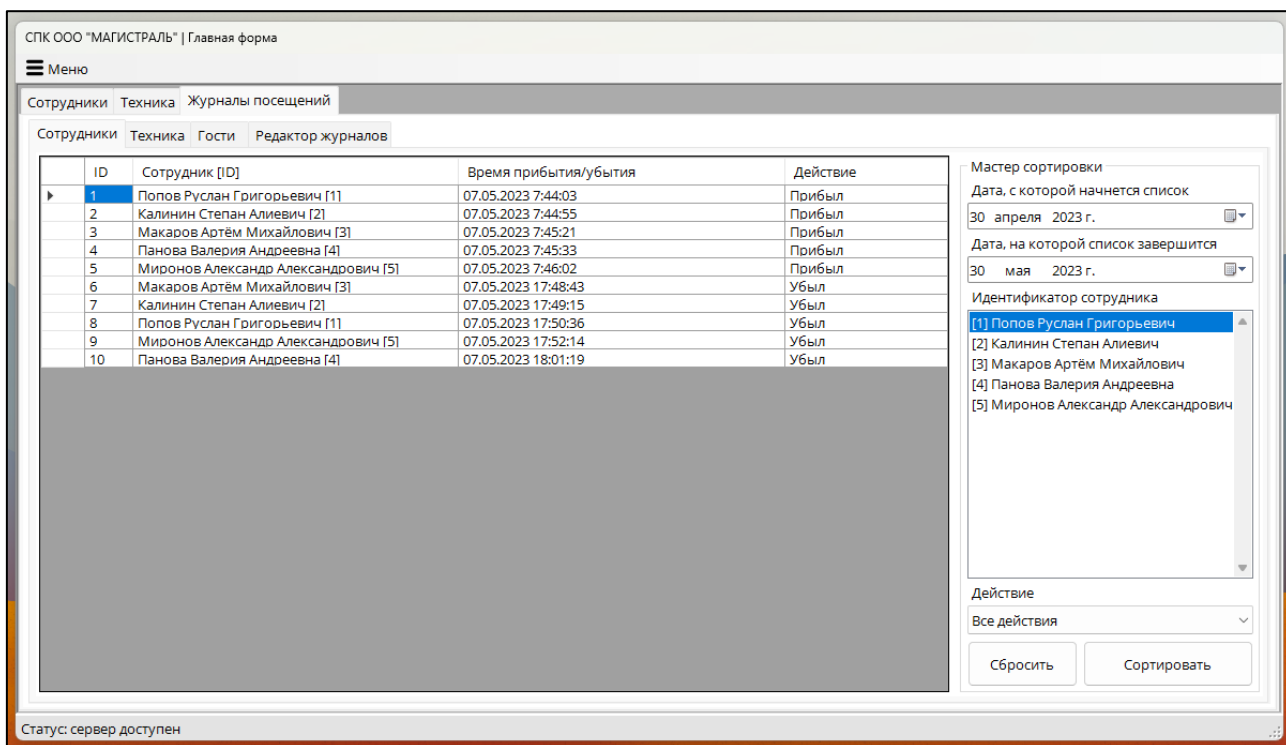 СПК ООО "МАГИСТРАЛЬ" | Главная форма
Меню
Сотрудники Техника Журналы посещений
Сотрудники Техника Гости Редактор журналов
ID Сотрудник [ID] Время прибытия/убытия Действие
1 Попов Руслан Григорьевич [1] 07.05.2023 7:44:03 Прибыл
2 Калинин Степан Алиевич [2] 07.05.2023 7:44:55 Прибыл
3 Макаров Артём Михайлович [3] 07.05.2023 7:45:21 Прибыл
4 Панова Валерия Андреевна [4] 07.05.2023 7:45:33 Прибыл
5 Миронов Александр Александрович [5] 07.05.2023 7:46:02 Прибыл
6 Макаров Артём Михайлович [3] 07.05.2023 17:48:43 Убыл
7 Калинин Степан Алиевич [2] 07.05.2023 17:49:15 Убыл
8 Попов Руслан Григорьевич [1] 07.05.2023 17:50:36 Убыл
9 Миронов Александр Александрович [5] 07.05.2023 17:52:14 Убыл
10 Панова Валерия Андреевна [4] 07.05.2023 18:01:19 Убыл
Мастер сортировки
Дата, с которой начнется список
30 апреля 2023 г.
Дата, на которой список завершится
30 мая 2023 г.
Идентификатор сотрудника
[1] Попов Руслан Григорьевич
[2] Калинин Степан Алиевич
[3] Макаров Артём Михайлович
[4] Панова Валерия Андреевна
[5] Миронов Александр Александрович
Действие
Все действия
Сбросить Сортировать
Статус: сервер доступен